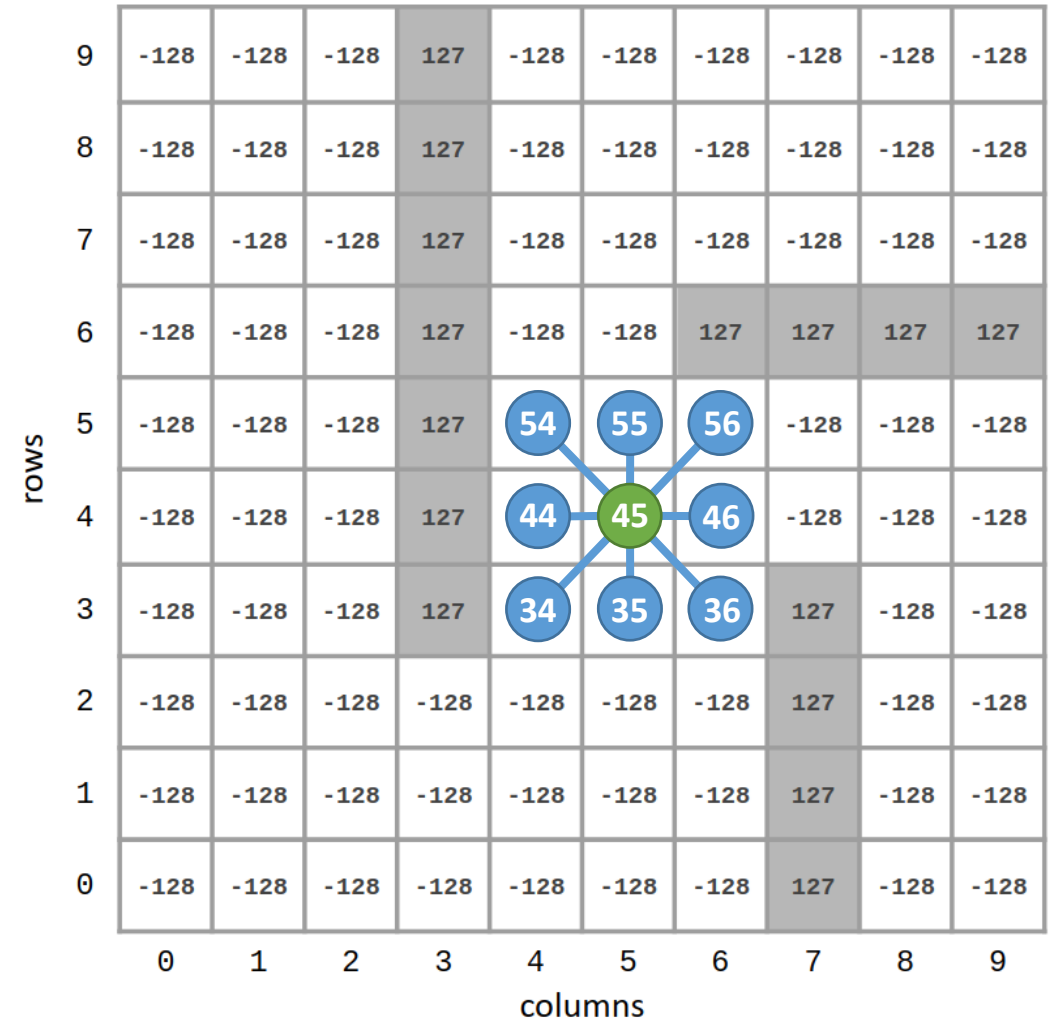 9 -128 -128 -128 127 -128 -128 -128 -128 -128 -128
8 -128 -128 -128 127 -128 -128 -128 -128 -128 -128
7 -128 -128 -128 127 -128 -128 -128 -128 -128 -128
6 -128 -128 -128 127 -128 -128 127 127 127 127
5 -128 -128 -128 127 54 55 56 -128 -128 -128
rows
4 -128 -128 -128 127 44 45 46 -128 -128 -128
3 -128 -128 -128 127 34 35 36 127 -128 -128
2 -128 -128 -128 -128 -128 -128 -128 127 -128 -128
1 -128 -128 -128 -128 -128 -128 -128 127 -128 -128
0 -128 -128 -128 -128 -128 -128 -128 127 -128 -128
0 1 2 3 4 5 6 7 8 9
columns